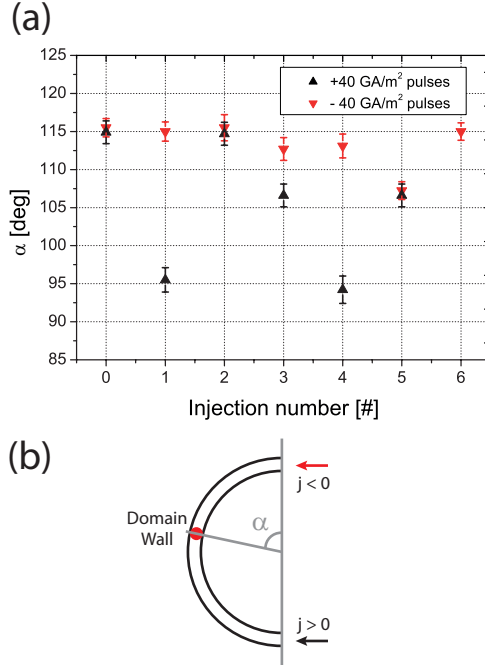 (a)
+40 GA/m² pulses
- 40 GA/m² pulses
120
115
110
105
100
95
90
85
125
α [deg]
0 1 2 3 4 5 6
Injection number [#]
(b)
j < 0
Domain
Wall
α
j > 0